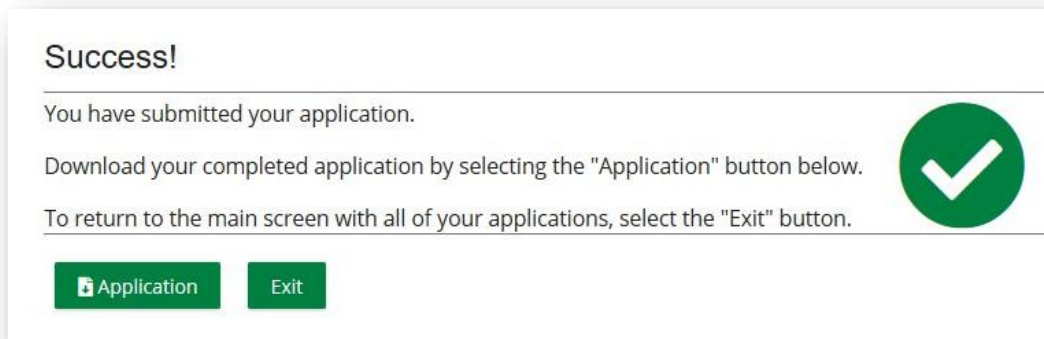 Success!
You have submitted your application.
Download your completed application by selecting the "Application" button below.
To return to the main screen with all of your applications, select the "Exit" button.
Application
Exit